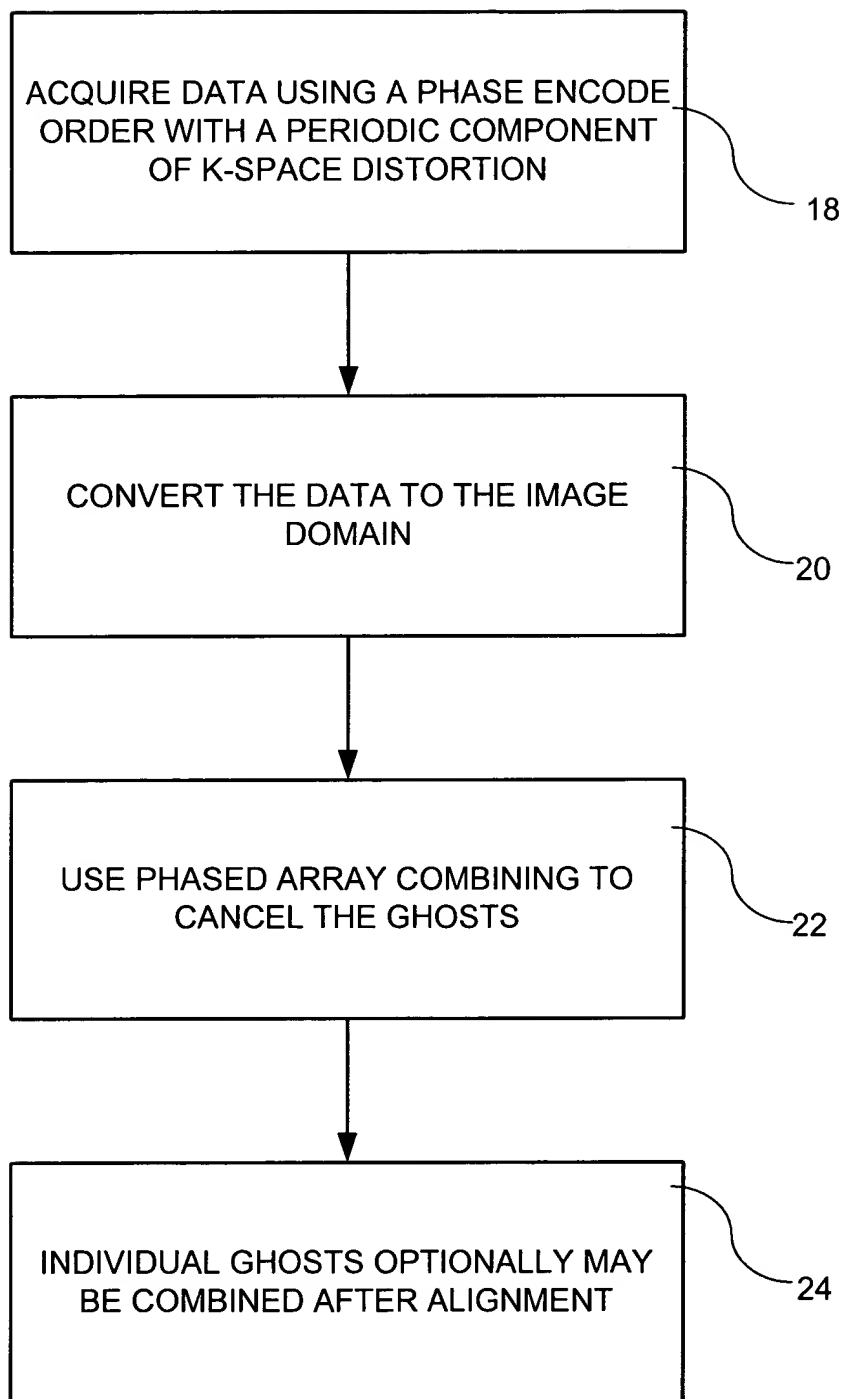 ACQUIRE DATA USING A PHASE ENCODE
ORDER WITH A PERIODIC COMPONENT
OF K-SPACE DISTORTION
18
CONVERT THE DATA TO THE IMAGE
DOMAIN
20
USE PHASED ARRAY COMBINING TO
CANCEL THE GHOSTS
22
INDIVIDUAL GHOSTS OPTIONALLY MAY
BE COMBINED AFTER ALIGNMENT
24